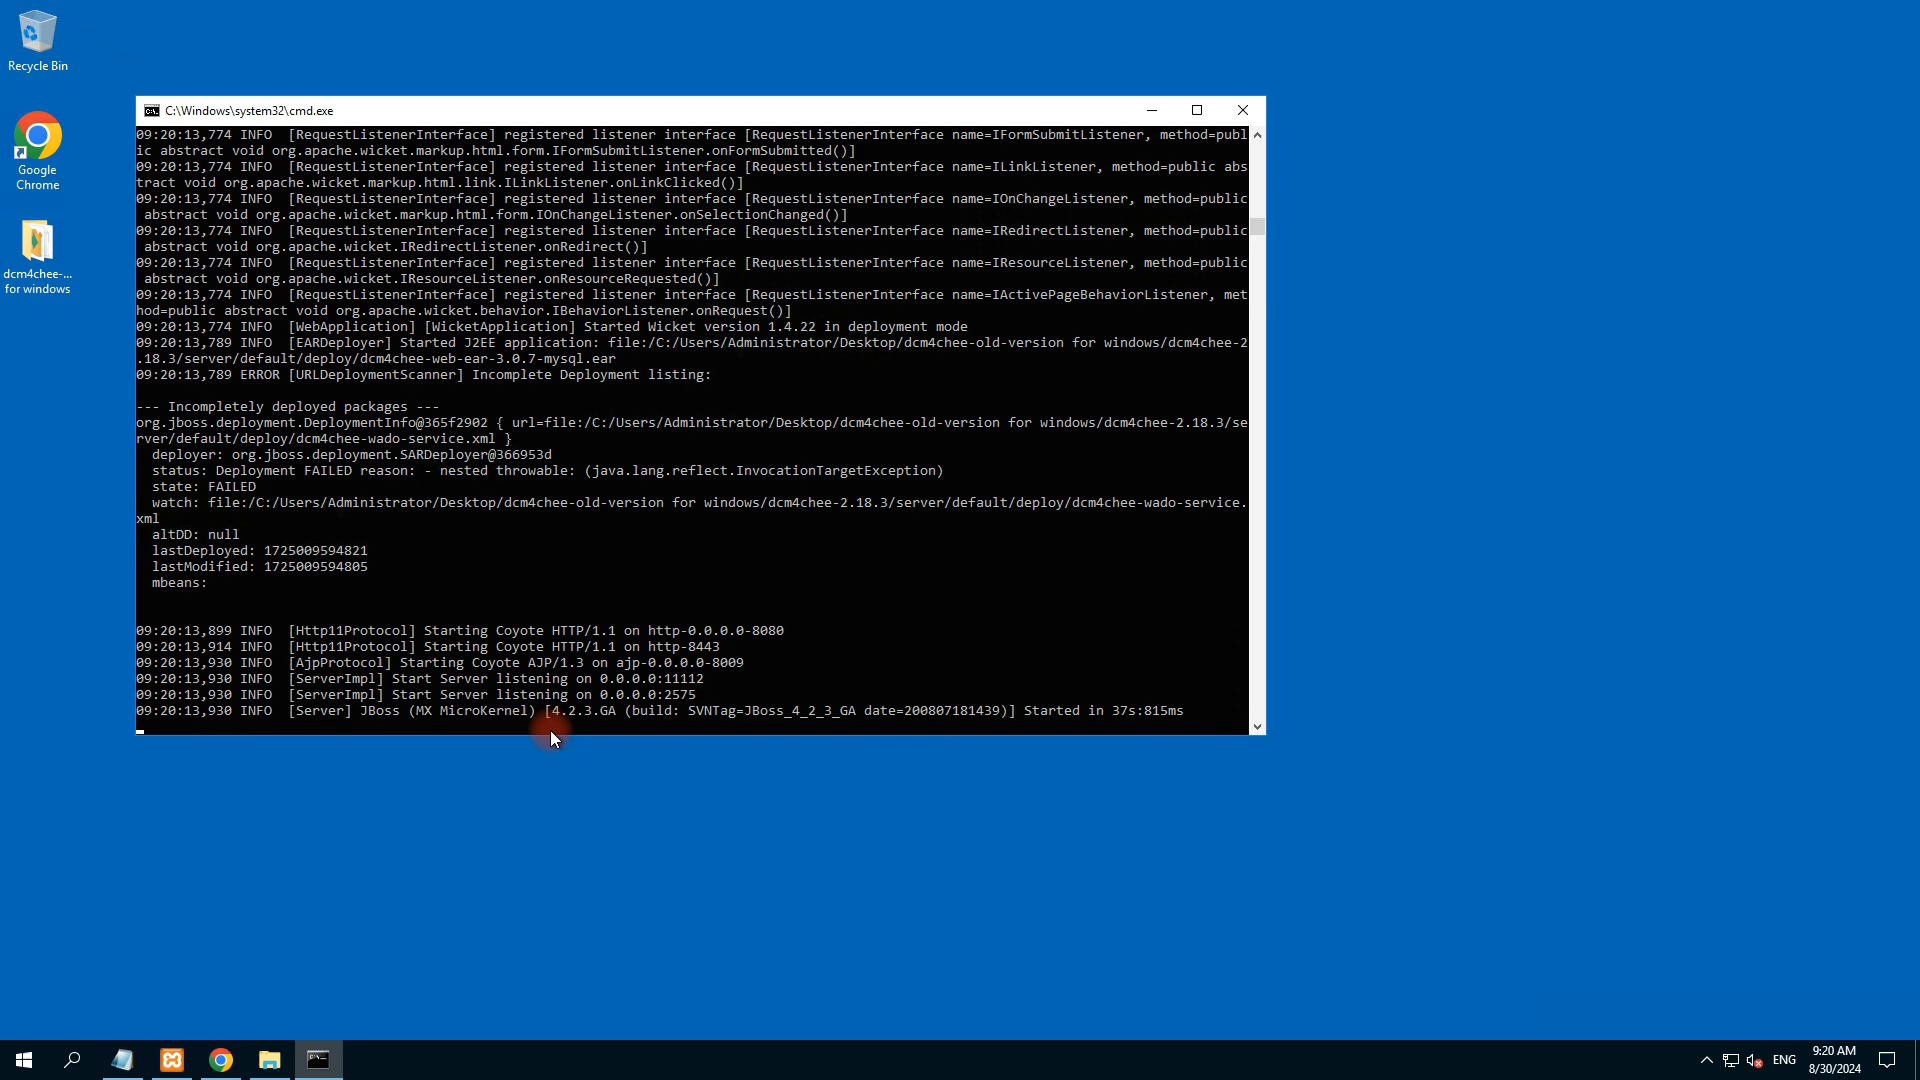 Recycle Bin
Google
Chrome
dcm4chee-...
for windows
C:\Windows\system32\cmd.exe
09:20:13,774 INFO  [RequestListenerInterface] registered listener interface [RequestListenerInterface name=IFormSubmitListener, method=publ
ic abstract void org.apache.wicket.markup.html.form.IFormSubmitListener.onFormSubmitted()]
09:20:13,774 INFO  [RequestListenerInterface] registered listener interface [RequestListenerInterface name=ILinkListener, method=public abs
tract void org.apache.wicket.markup.html.link.ILinkListener.onLinkClicked()]
09:20:13,774 INFO  [RequestListenerInterface] registered listener interface [RequestListenerInterface name=IOnChangeListener, method=public
 abstract void org.apache.wicket.markup.html.form.IOnChangeListener.onSelectionChanged()]
09:20:13,774 INFO  [RequestListenerInterface] registered listener interface [RequestListenerInterface name=IRedirectListener, method=public
 abstract void org.apache.wicket.IRedirectListener.onRedirect()]
09:20:13,774 INFO  [RequestListenerInterface] registered listener interface [RequestListenerInterface name=IResourceListener, method=public
 abstract void org.apache.wicket.IResourceListener.onResourceRequested()]
09:20:13,774 INFO  [RequestListenerInterface] registered listener interface [RequestListenerInterface name=IActivePageBehaviorListener, met
hod=public abstract void org.apache.wicket.behavior.IBehaviorListener.onRequest()]
09:20:13,774 INFO  [WebApplication] [WicketApplication] Started Wicket version 1.4.22 in deployment mode
09:20:13,789 INFO  [EARDeployer] Started J2EE application: file:/C:/Users/Administrator/Desktop/dcm4chee-old-version for windows/dcm4chee-2
.18.3/server/default/deploy/dcm4chee-web-ear-3.0.7-mysql.ear
09:20:13,789 ERROR [URLDeploymentScanner] Incomplete Deployment listing:
--- Incompletely deployed packages ---
org.jboss.deployment.DeploymentInfo@365f2902 { url=file:/C:/Users/Administrator/Desktop/dcm4chee-old-version for windows/dcm4chee-2.18.3/se
rver/default/deploy/dcm4chee-wado-service.xml }
  deployer: org.jboss.deployment.SARDeployer@366953d
  status: Deployment FAILED reason: - nested throwable: (java.lang.reflect.InvocationTargetException)
  state: FAILED
  watch: file:/C:/Users/Administrator/Desktop/dcm4chee-old-version for windows/dcm4chee-2.18.3/server/default/deploy/dcm4chee-wado-service.
xml
  altDD: null
  lastDeployed: 1725009594821
  lastModified: 1725009594805
  mbeans:
09:20:13,899 INFO  [Http11Protocol] Starting Coyote HTTP/1.1 on http-0.0.0.0-8080
09:20:13,914 INFO  [Http11Protocol] Starting Coyote HTTP/1.1 on http-8443
09:20:13,930 INFO  [AjpProtocol] Starting Coyote AJP/1.3 on ajp-0.0.0.0-8009
09:20:13,930 INFO  [ServerImpl] Start Server listening on 0.0.0.0:11112
09:20:13,930 INFO  [ServerImpl] Start Server listening on 0.0.0.0:2575
09:20:13,930 INFO  [Server] JBoss (MX MicroKernel) [4.2.3.GA (build: SVNTag=JBoss_4_2_3_GA date=200807181439)] Started in 37s:815ms
ENG
9:20 AM
8/30/2024